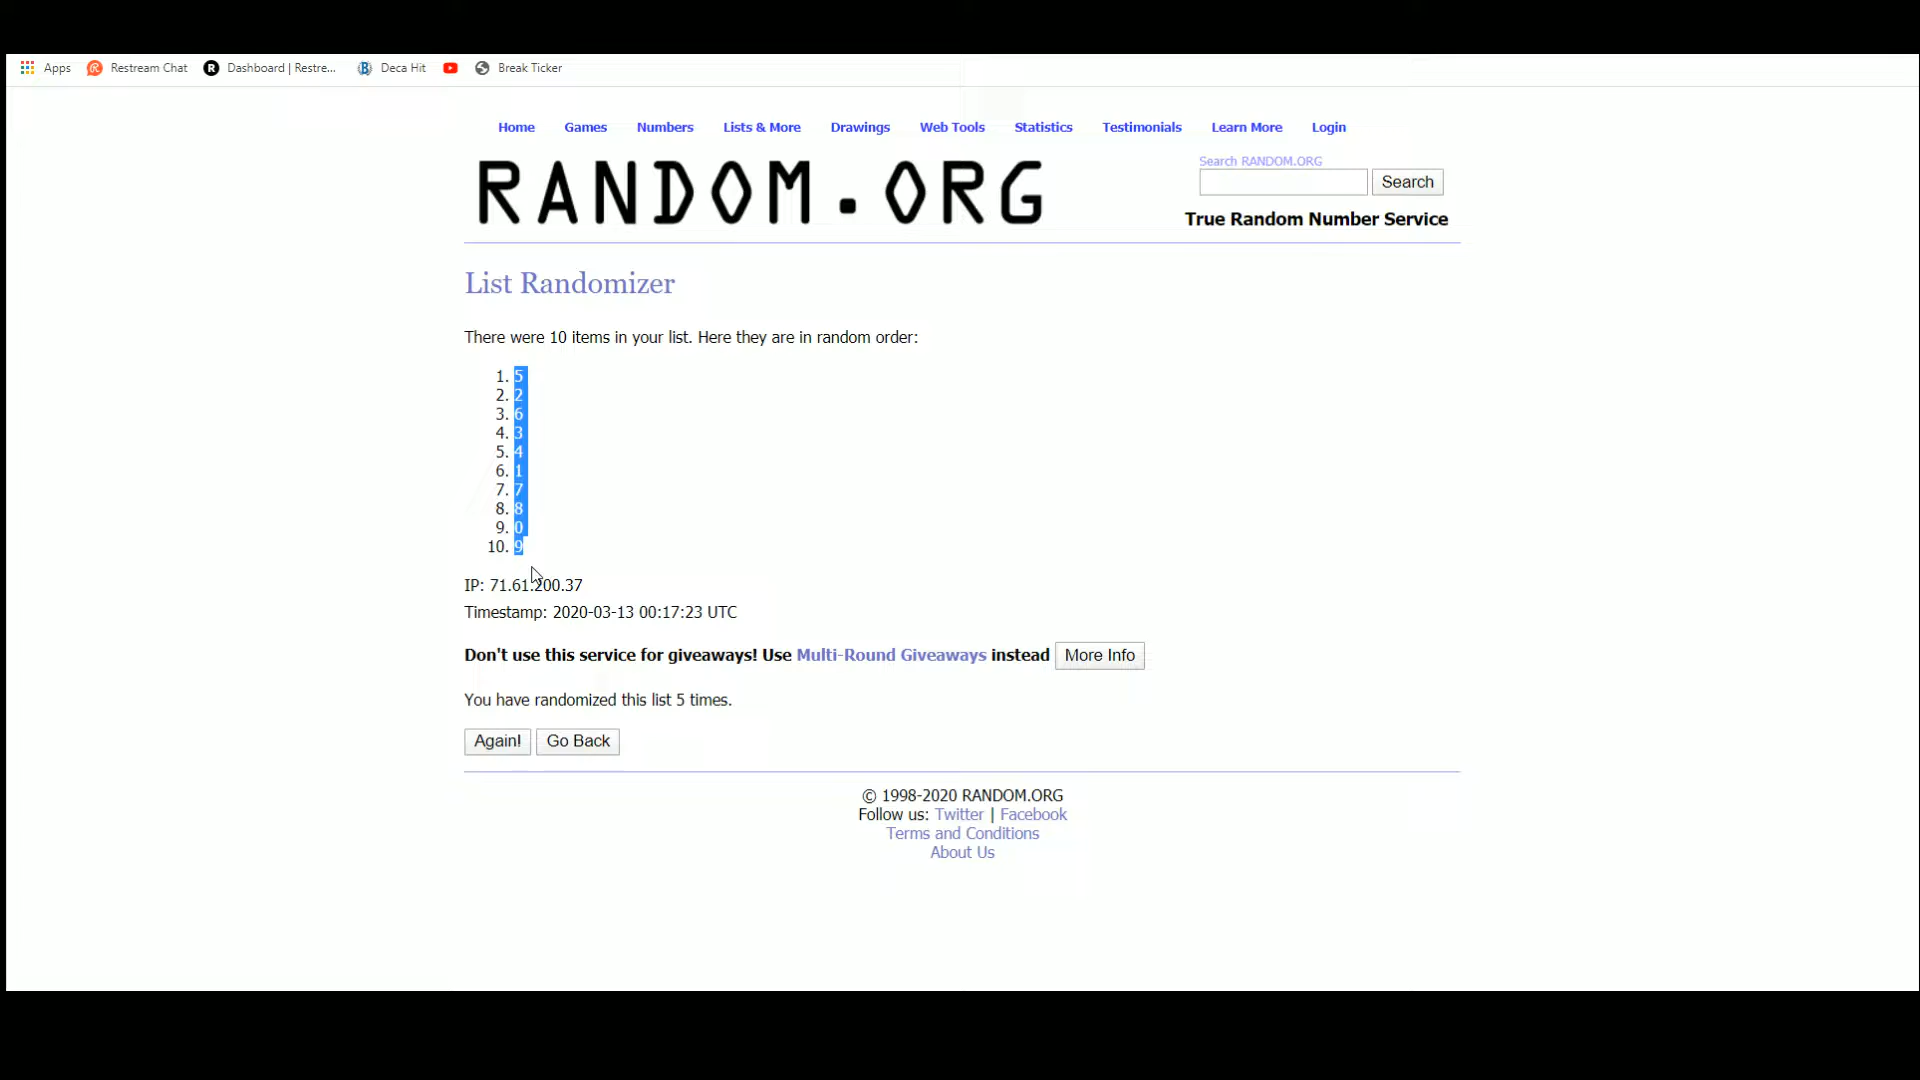 Apps Restream Chat Dashboard | Restre... Deca Hit Break Ticker
Home Games Numbers Lists & More Drawings Web Tools Statistics Testimonials Learn More Login
RANDOM.ORG
Search RANDOM.ORG
Search
True Random Number Service
List Randomizer
There were 10 items in your list. Here they are in random order:
1. 5
2. 2
3. 6
4. 3
5. 4
6. 1
7. 7
8. 8
9. 0
10. 9
IP: 71.61.200.37
Timestamp: 2020-03-13 00:17:23 UTC
Don't use this service for giveaways! Use Multi-Round Giveaways instead More Info
You have randomized this list 5 times.
Again! Go Back
© 1998-2020 RANDOM.ORG
Follow us: Twitter | Facebook
Terms and Conditions
About Us